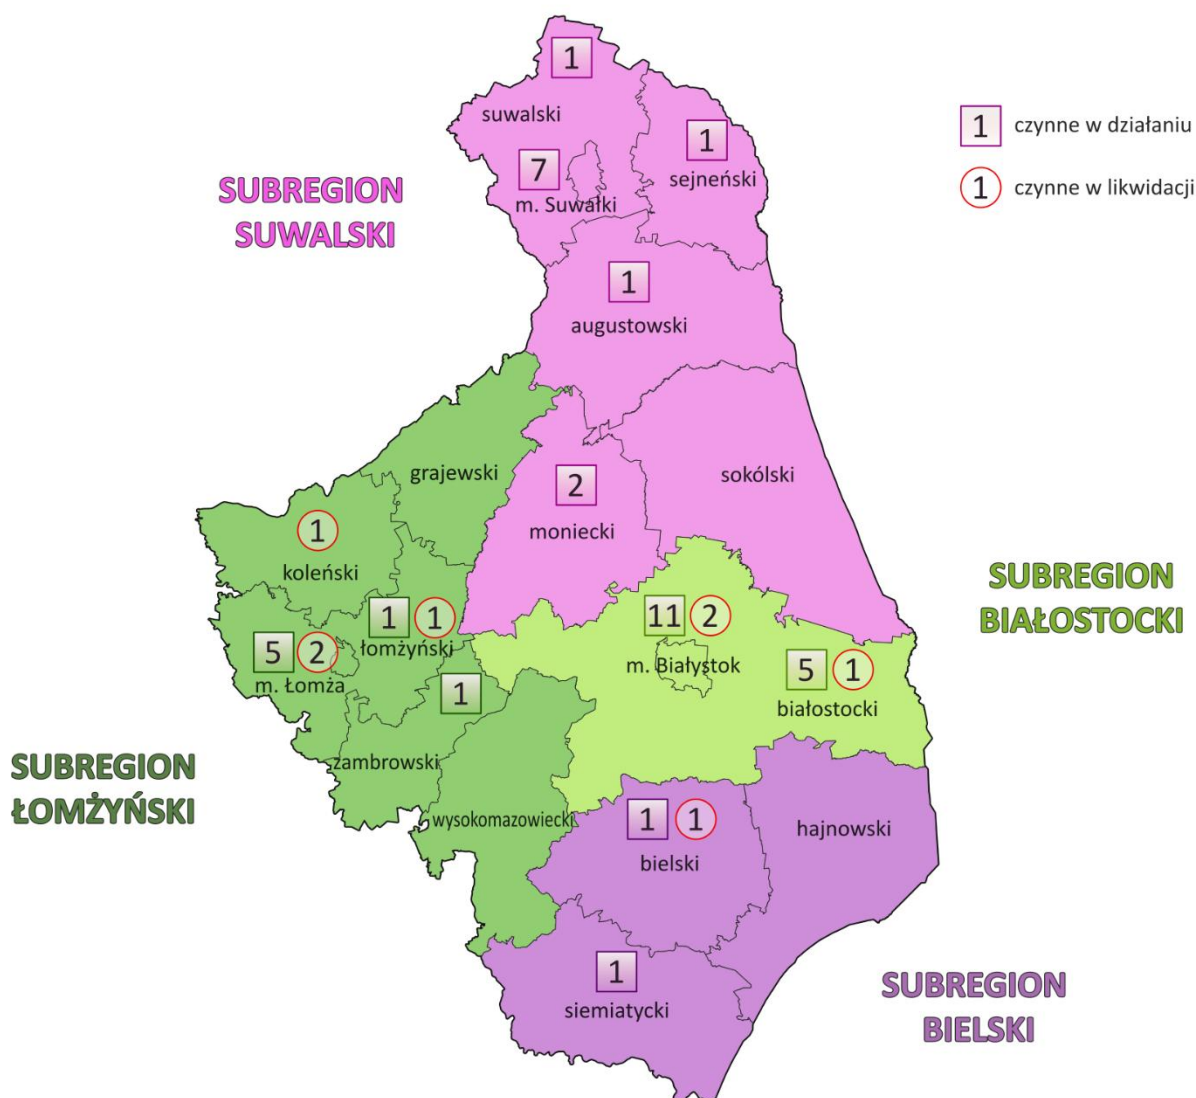 1
suwalski
1
7
sejneński
m. Suwałki
1 czynne w działaniu
1 czynne w likwidacji
SUBREGION
SUWALSKI
1
augustowski
grajewski
2
moniecki
sokólski
1
koleński
1 1
łomżyński
5 2
m. Łomża
1
zambrowski
wysokomazowiecki
SUBREGION
ŁOMŻYŃSKI
11 2
m. Białystok
5 1
białostocki
SUBREGION
BIAŁOSTOCKI
1 1
bielski
hajnowski
1
siemiatycki
SUBREGION
BIELSKI